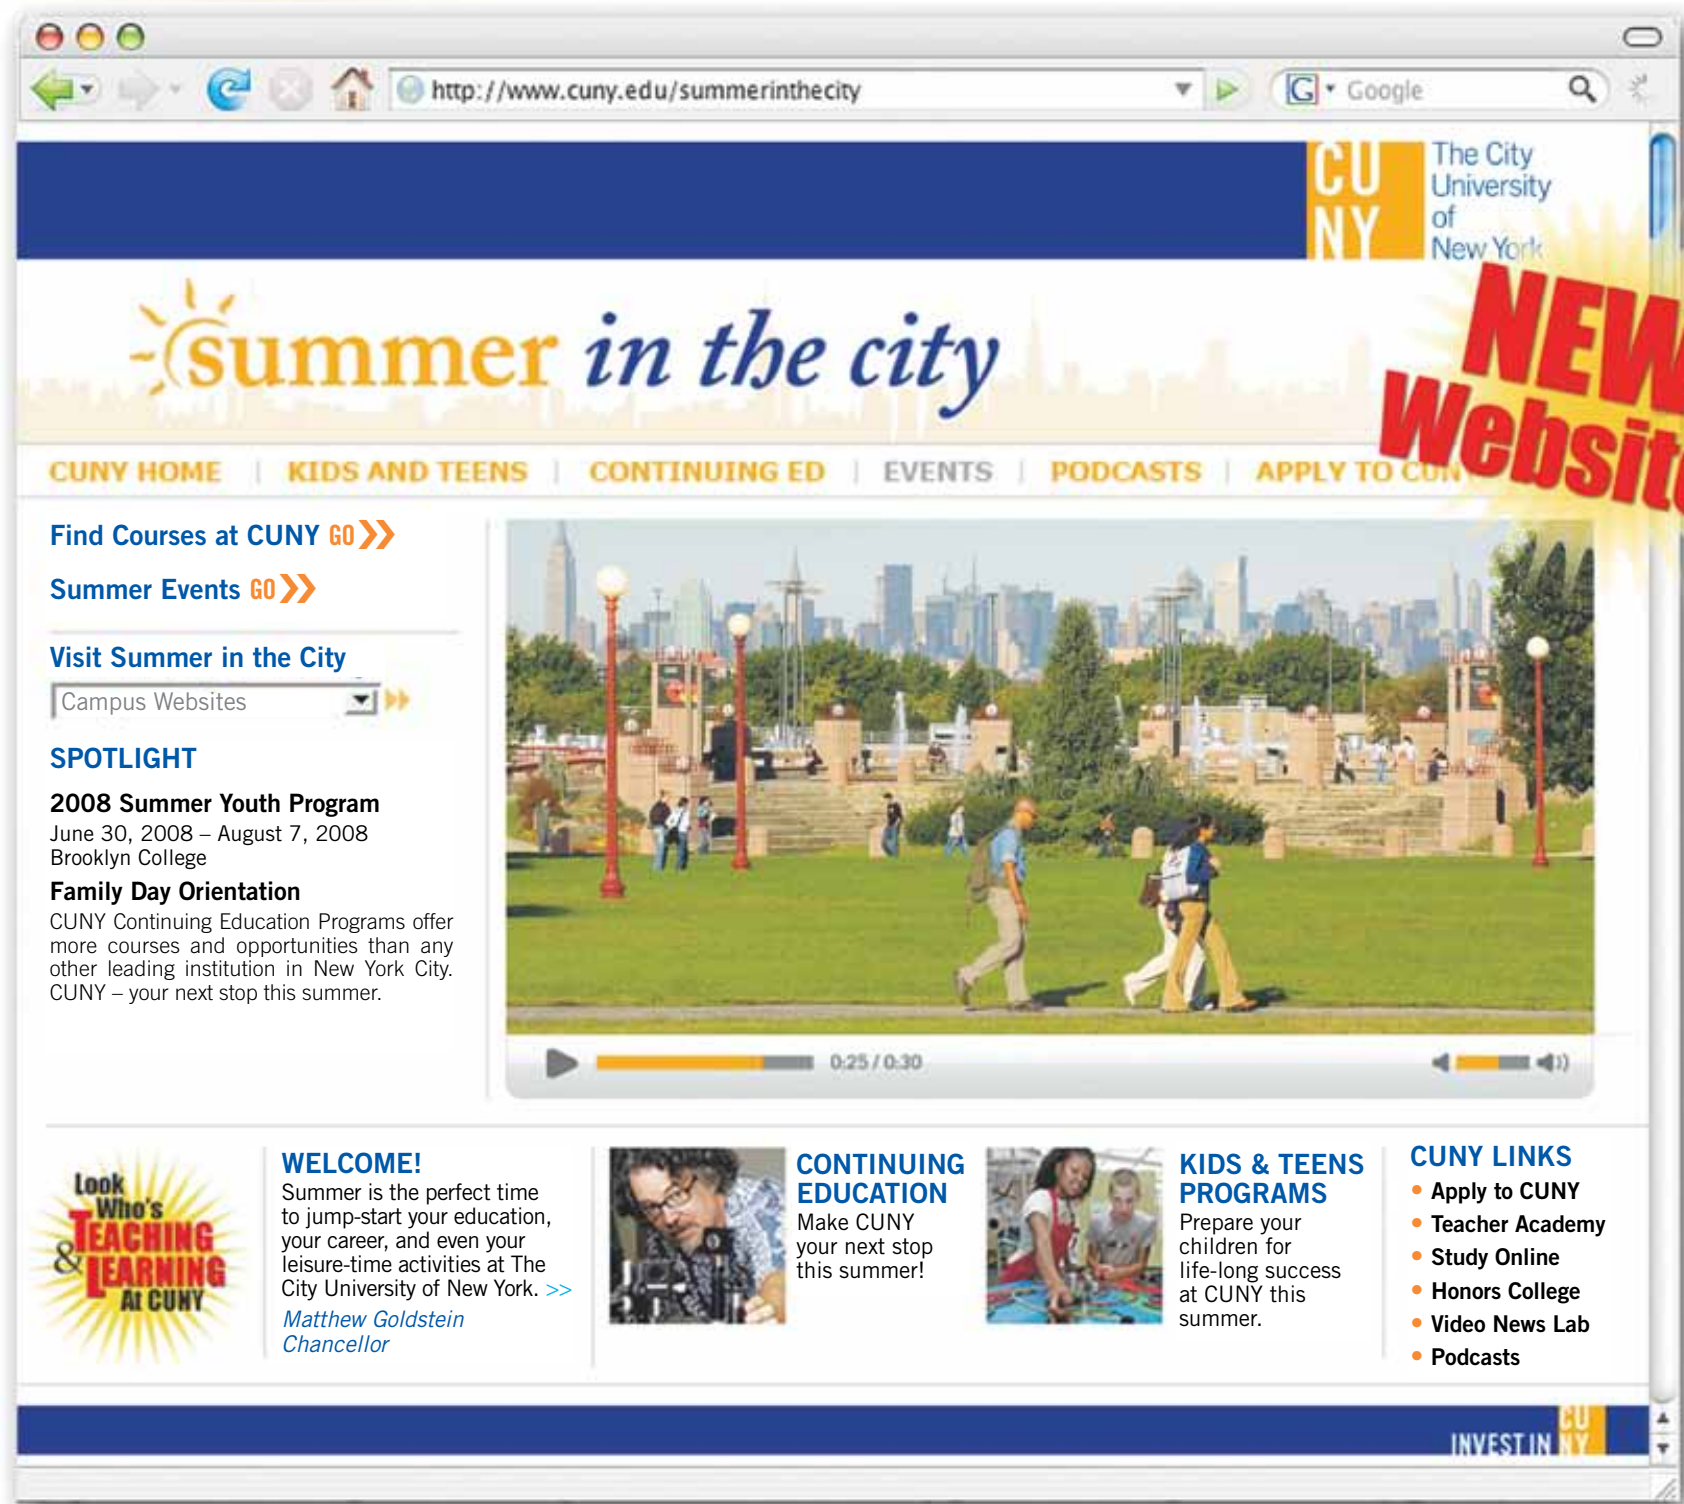 http://www.cuny.edu/summerinthecity
Google
CU
NY
The City
University
of
New York
NEW
Website
summer in the city
CUNY HOME | KIDS AND TEENS | CONTINUING ED | EVENTS | PODCASTS | APPLY TO CUN
Find Courses at CUNY GO
Summer Events GO
Visit Summer in the City
Campus Websites
SPOTLIGHT
2008 Summer Youth Program
June 30, 2008 – August 7, 2008
Brooklyn College
Family Day Orientation
CUNY Continuing Education Programs offer
more courses and opportunities than any
other leading institution in New York City.
CUNY – your next stop this summer.
0:25 / 0:30
Look
Who's
TEACHING
& LEARNING
At CUNY
WELCOME!
Summer is the perfect time
to jump-start your education,
your career, and even your
leisure-time activities at The
City University of New York. >>
Matthew Goldstein
Chancellor
CONTINUING
EDUCATION
Make CUNY
your next stop
this summer!
KIDS & TEENS
PROGRAMS
Prepare your
children for
life-long success
at CUNY this
summer.
CUNY LINKS
• Apply to CUNY
• Teacher Academy
• Study Online
• Honors College
• Video News Lab
• Podcasts
INVEST IN CU
NY